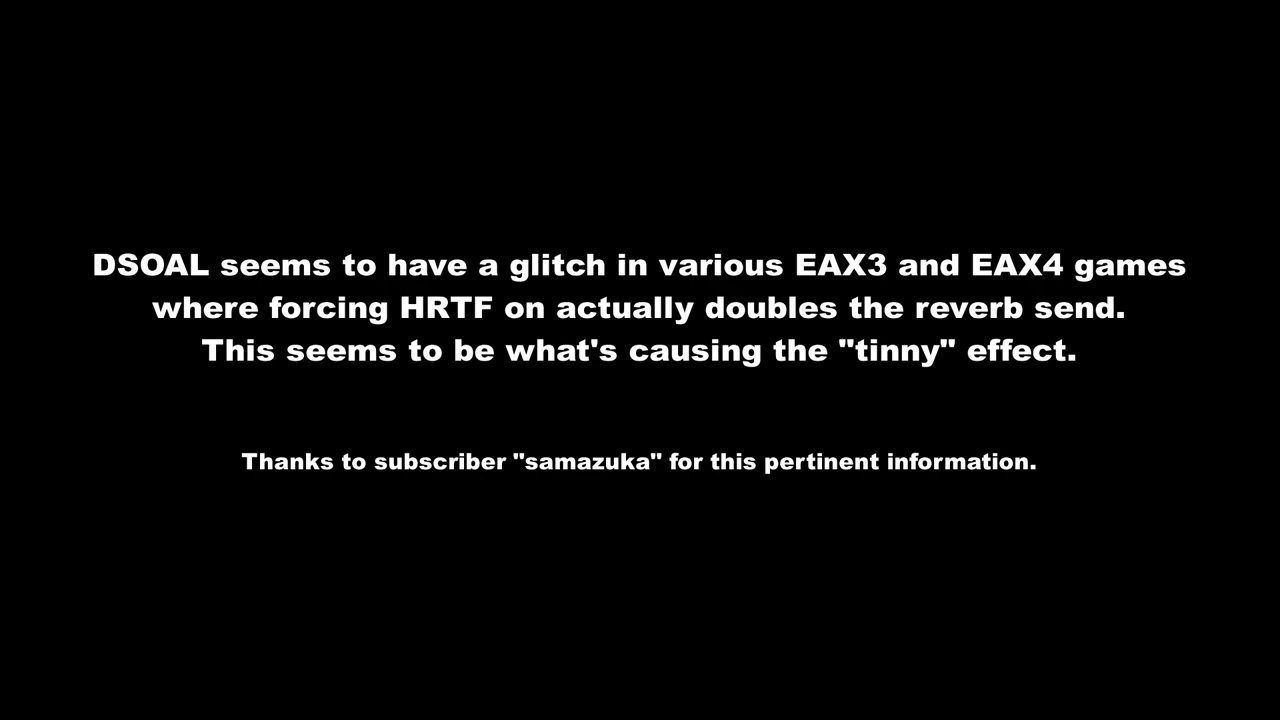 DSOAL seems to have a glitch in various EAX3 and EAX4 games
where forcing HRTF on actually doubles the reverb send.
This seems to be what's causing the "tinny" effect.
Thanks to subscriber "samazuka" for this pertinent information.